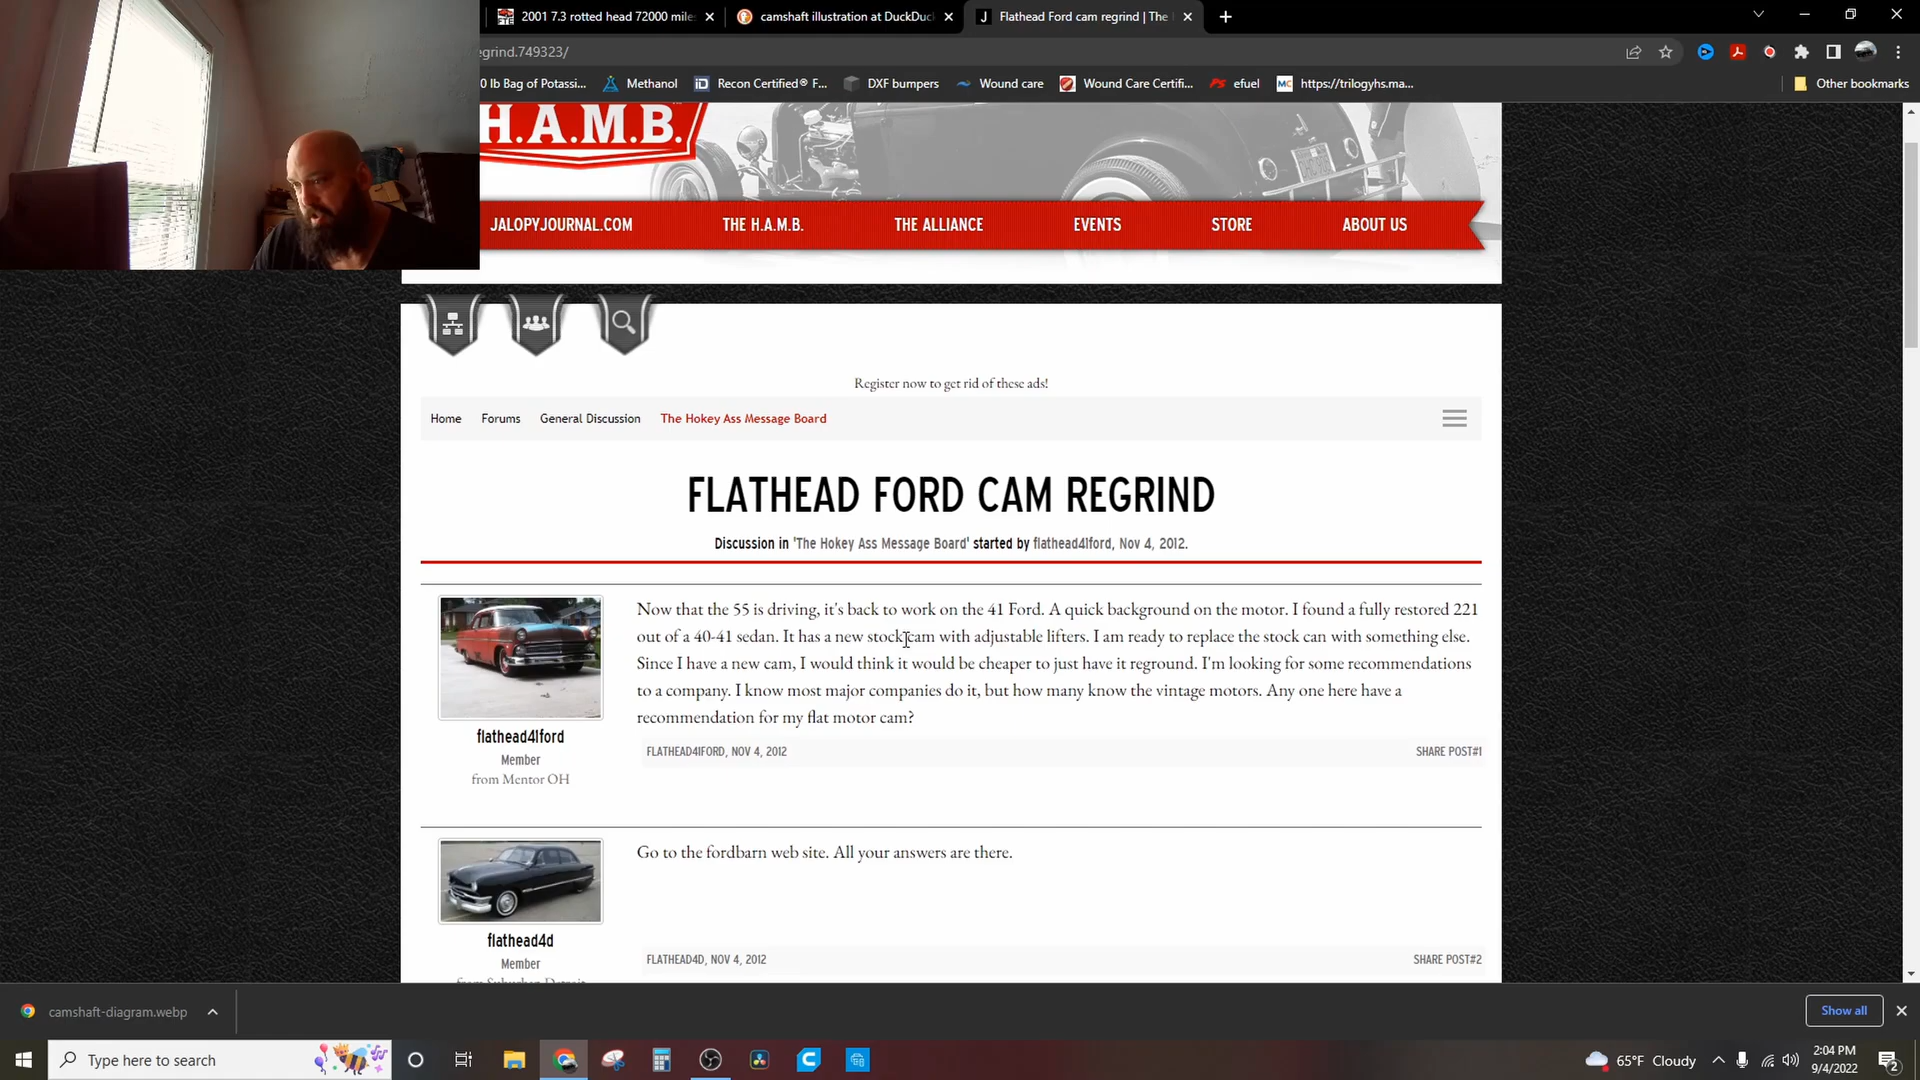 2001 7.3 rotted head 72000 mile
camshaft illustration at DuckDuc
Flathead Ford cam regrind | The
egrind.749323/
0 lb Bag of Potassi...
Methanol
Recon Certified® F...
DXF bumpers
Wound care
Wound Care Certifi...
efuel
https://trilogyhs.ma...
Other bookmarks
H.A.M.B.
JALOPYJOURNAL.COM
THE H.A.M.B.
THE ALLIANCE
EVENTS
STORE
ABOUT US
Register now to get rid of these ads!
Home
Forums
General Discussion
The Hokey Ass Message Board
FLATHEAD FORD CAM REGRIND
Discussion in 'The Hokey Ass Message Board' started by flathead41ford, Nov 4, 2012.
Now that the 55 is driving, it's back to work on the 41 Ford. A quick background on the motor. I found a fully restored 221
out of a 40-41 sedan. It has a new stock cam with adjustable lifters. I am ready to replace the stock can with something else.
Since I have a new cam, I would think it would be cheaper to just have it reground. I'm looking for some recommendations
to a company. I know most major companies do it, but how many know the vintage motors. Any one here have a
recommendation for my flat motor cam?
flathead41ford
Member
from Mentor OH
FLATHEAD41FORD, NOV 4, 2012
SHARE POST#1
Go to the fordbarn web site. All your answers are there.
flathead4d
Member
from Suburban Detroit
FLATHEAD4D, NOV 4, 2012
SHARE POST#2
camshaft-diagram.webp
Show all
Type here to search
65°F Cloudy
2:04 PM
9/4/2022
2